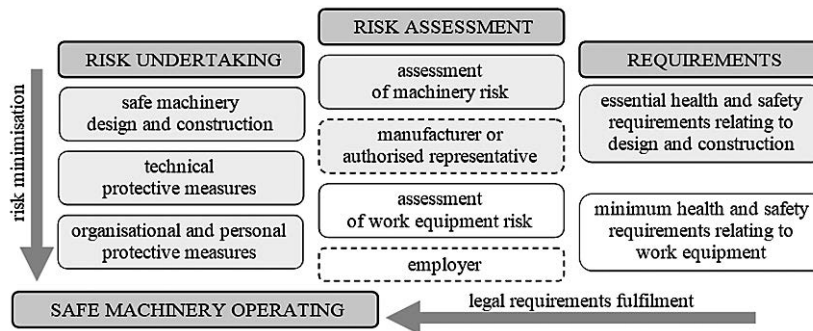 RISK UNDERTAKING
safe machinery
design and construction
technical
protective measures
organisational and personal
protective measures
risk minimisation
RISK ASSESSMENT
assessment
of machinery risk
manufacturer or
authorised representative
assessment
of work equipment risk
employer
REQUIREMENTS
essential health and safety
requirements relating to
design and construction
minimum health and safety
requirements relating to
work equipment
SAFE MACHINERY OPERATING
legal requirements fulfilment